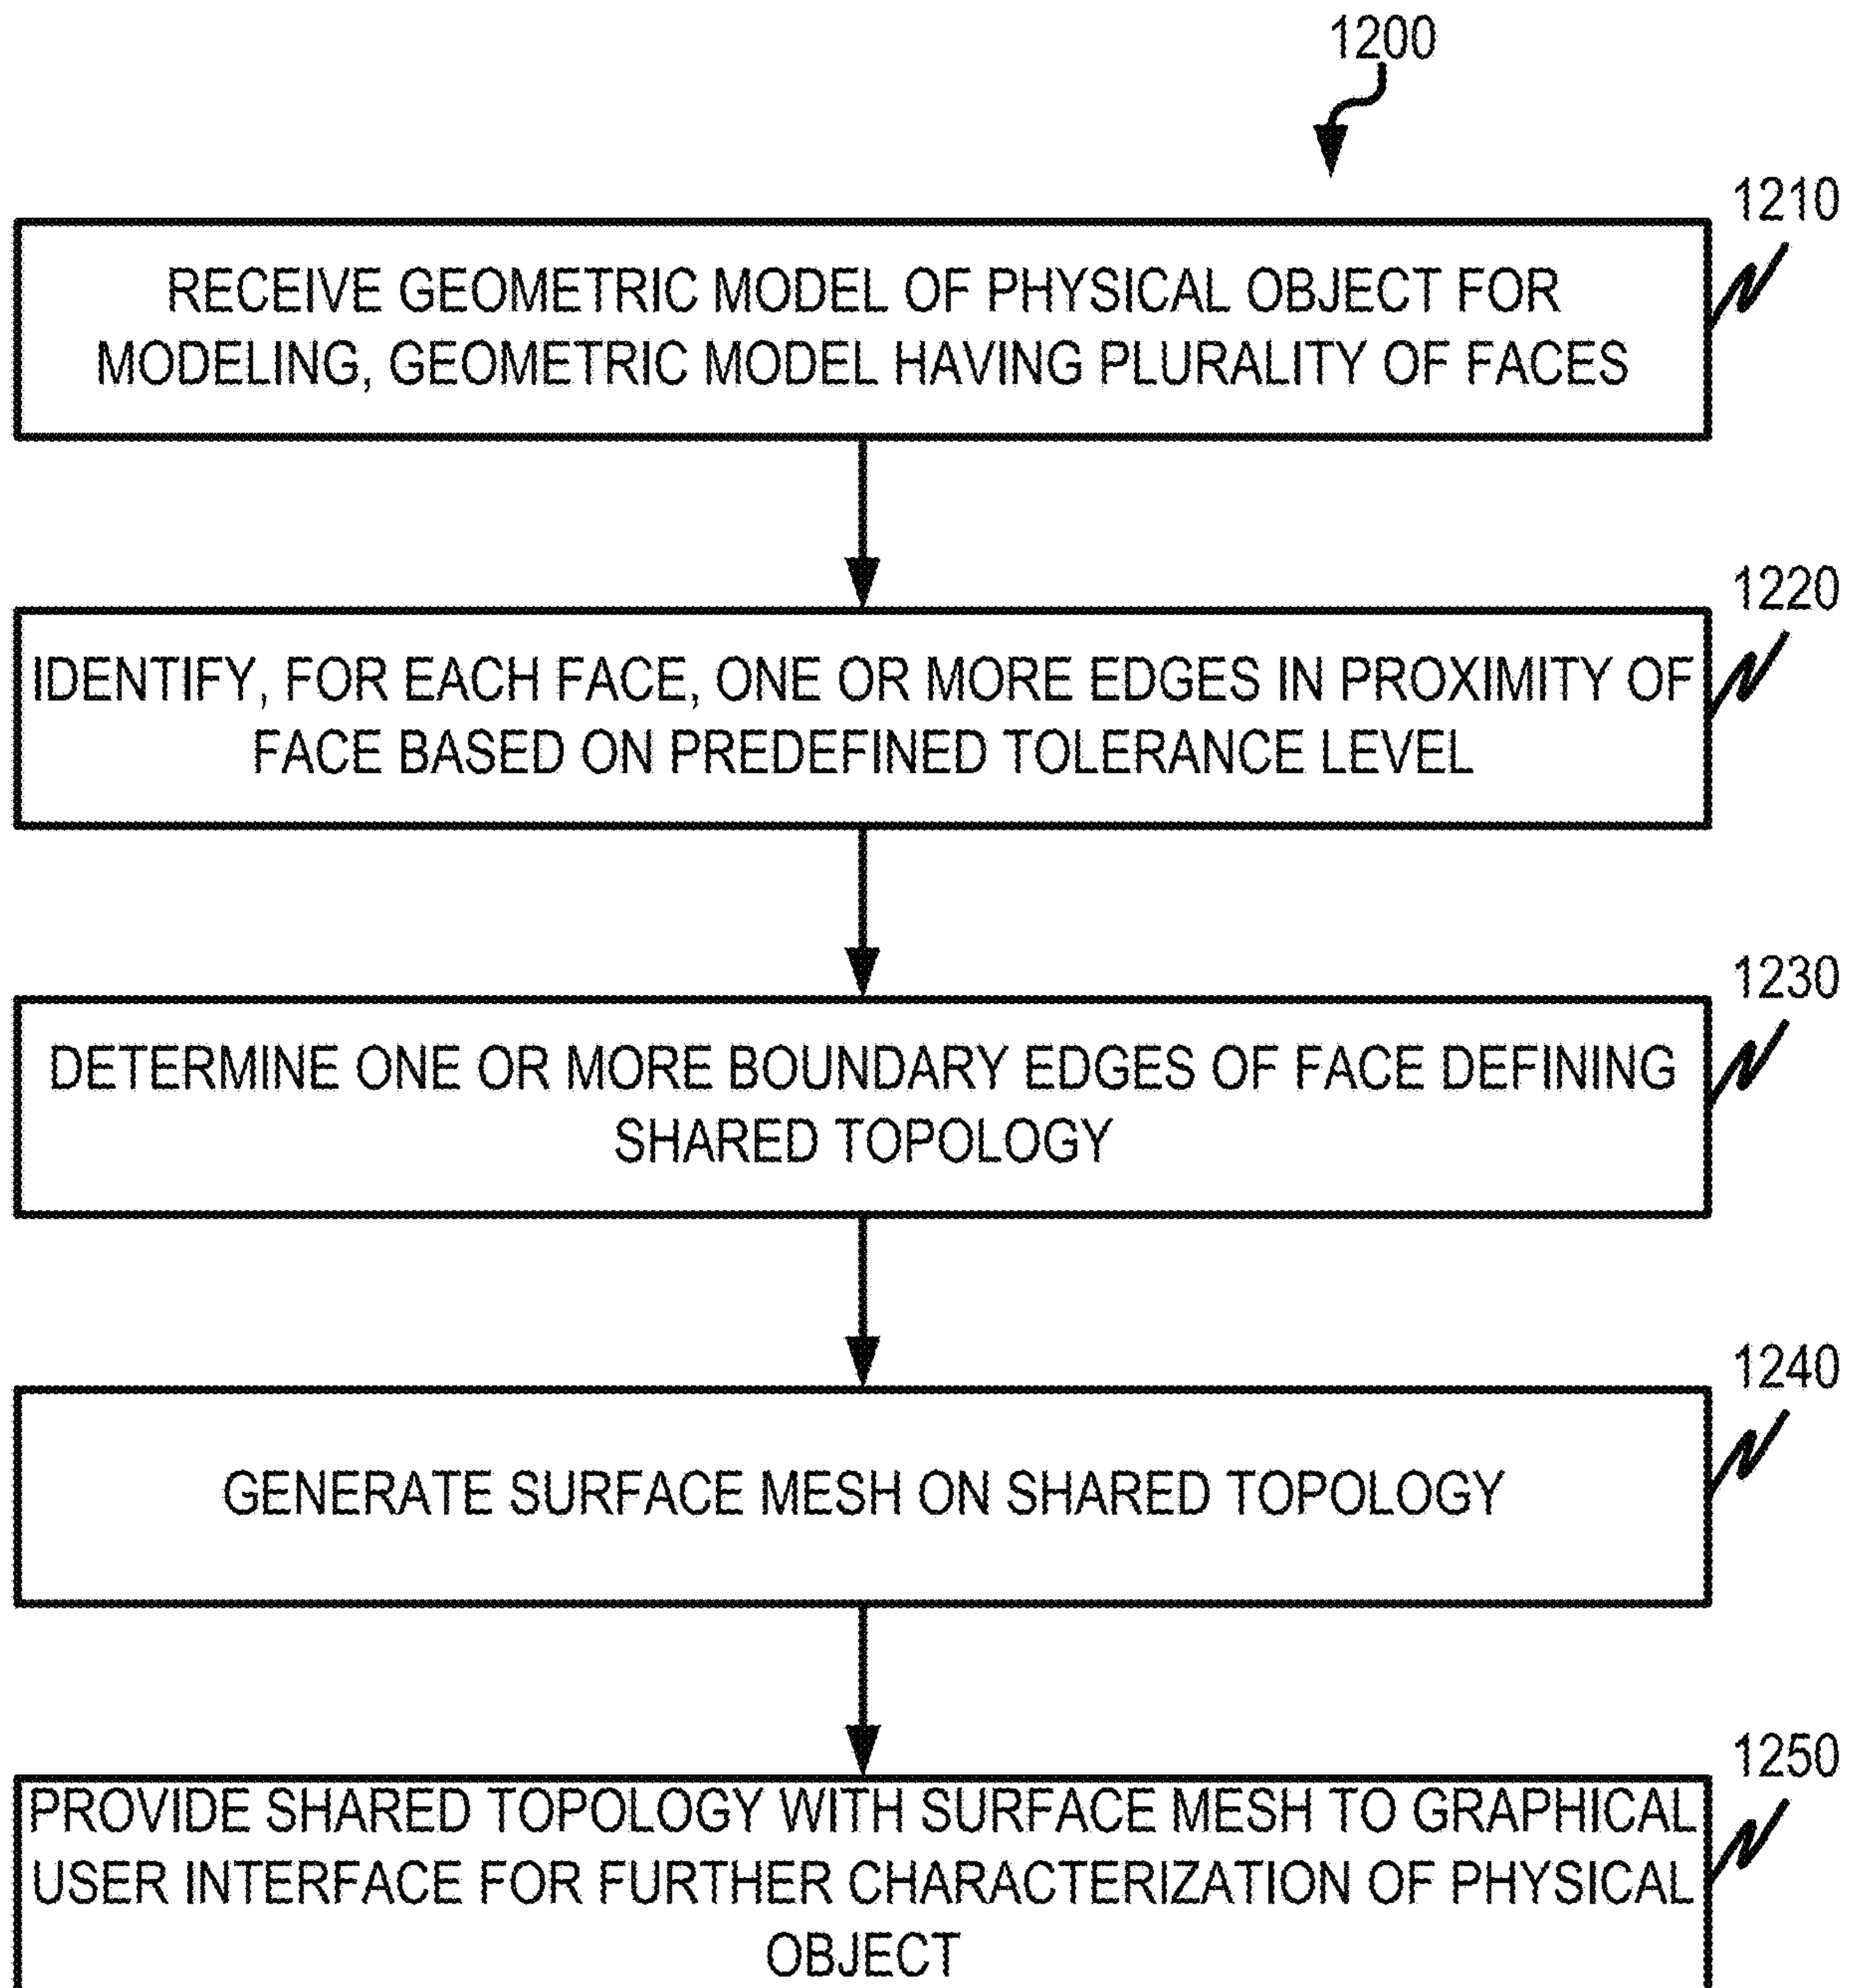 1200
1210
RECEIVE GEOMETRIC MODEL OF PHYSICAL OBJECT FOR
MODELING, GEOMETRIC MODEL HAVING PLURALITY OF FACES
1220
IDENTIFY, FOR EACH FACE, ONE OR MORE EDGES IN PROXIMITY OF
FACE BASED ON PREDEFINED TOLERANCE LEVEL
1230
DETERMINE ONE OR MORE BOUNDARY EDGES OF FACE DEFINING
SHARED TOPOLOGY
1240
GENERATE SURFACE MESH ON SHARED TOPOLOGY
1250
PROVIDE SHARED TOPOLOGY WITH SURFACE MESH TO GRAPHICAL
USER INTERFACE FOR FURTHER CHARACTERIZATION OF PHYSICAL
OBJECT